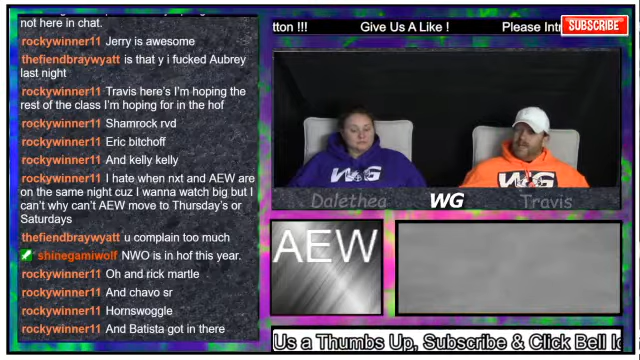 not here in chat.
rockywinner11 Jerry is awesome
thefiendbraywyatt is that y i fucked Aubrey
last night
rockywinner11 Travis here's I'm hoping the
rest of the class I'm hoping for in the hof
rockywinner11 Shamrock rvd
rockywinner11 Eric bitchoff
rockywinner11 And kelly kelly
rockywinner11 I hate when nxt and AEW are
on the same night cuz I wanna watch big but I
can't why can't AEW move to Thursday's or
Saturdays
thefiendbraywyatt u complain too much
shinegamiwolf NWO is in hof this year.
rockywinner11 Oh and rick martle
rockywinner11 And chavo sr
rockywinner11 Hornswoggle
rockywinner11 And Batista got in there
tton !!! Give Us A Like ! Please Int
SUBSCRIBE
WG
WG
Dalethea WG Travis
AEW
Us a Thumbs Up, Subscribe & Click Bell Ic